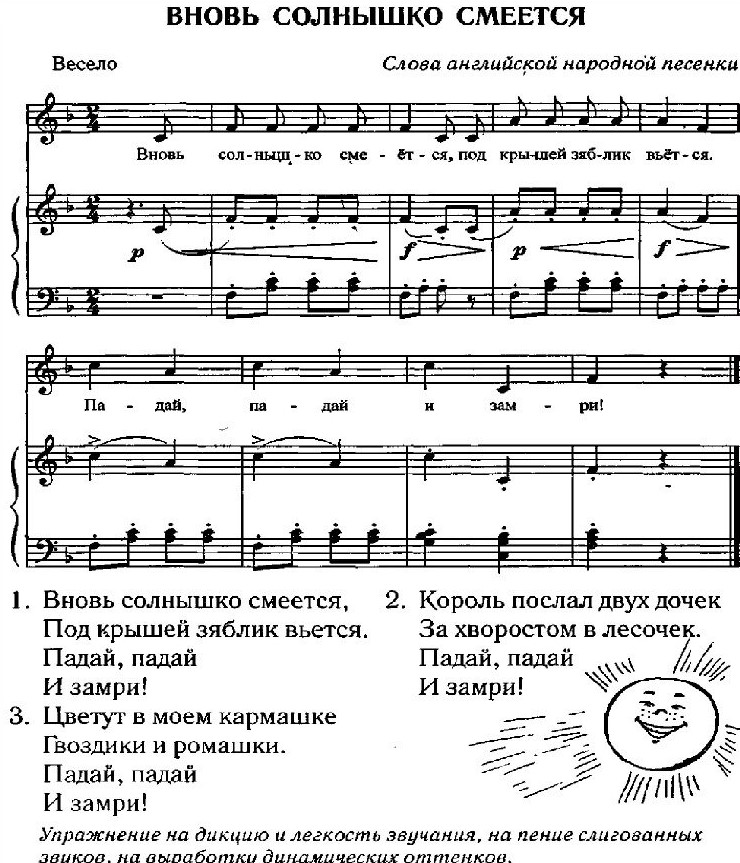 ВНОВЬ СОЛНЫШКО СМЕЕТСЯ
Весело
Слова английской народной песенки
Вновь сол-ныш-ко сме - ёт - ся, под кры-шей зяб-лик вьёт-ся.
p f p f
Па - дай, па - дай и зам - ри!
1. Вновь солнышко смеется,
Под крышей зяблик вьется.
Падай, падай
И замри!
2. Король послал двух дочек
За хворостом в лесочек.
Падай, падай
И замри!
3. Цветут в моем кармашке
Гвоздики и ромашки.
Падай, падай
И замри!
Упражнение на дикцию и легкость звучания, на пение слигованных
звуков, на выработку динамических оттенков.